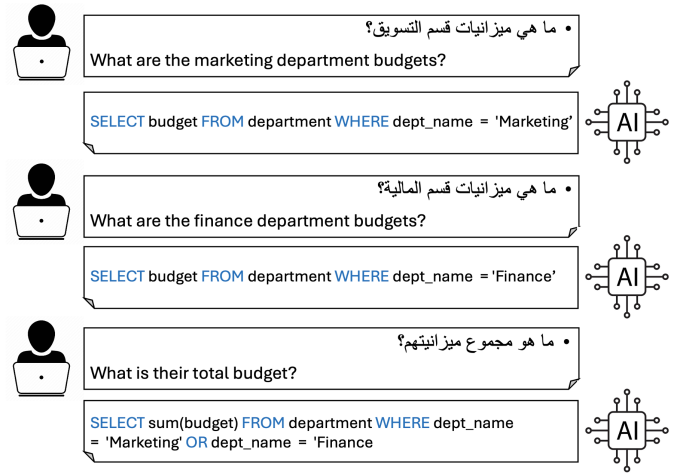 • ما هي ميزانيات قسم التسويق؟
What are the marketing department budgets?
SELECT budget FROM department WHERE dept_name = 'Marketing’
AI
• ما هي ميزانيات قسم المالية؟
What are the finance department budgets?
SELECT budget FROM department WHERE dept_name = 'Finance’
AI
• ما هو مجموع ميزانيتهم؟
What is their total budget?
SELECT sum(budget) FROM department WHERE dept_name
= 'Marketing' OR dept_name = 'Finance
AI